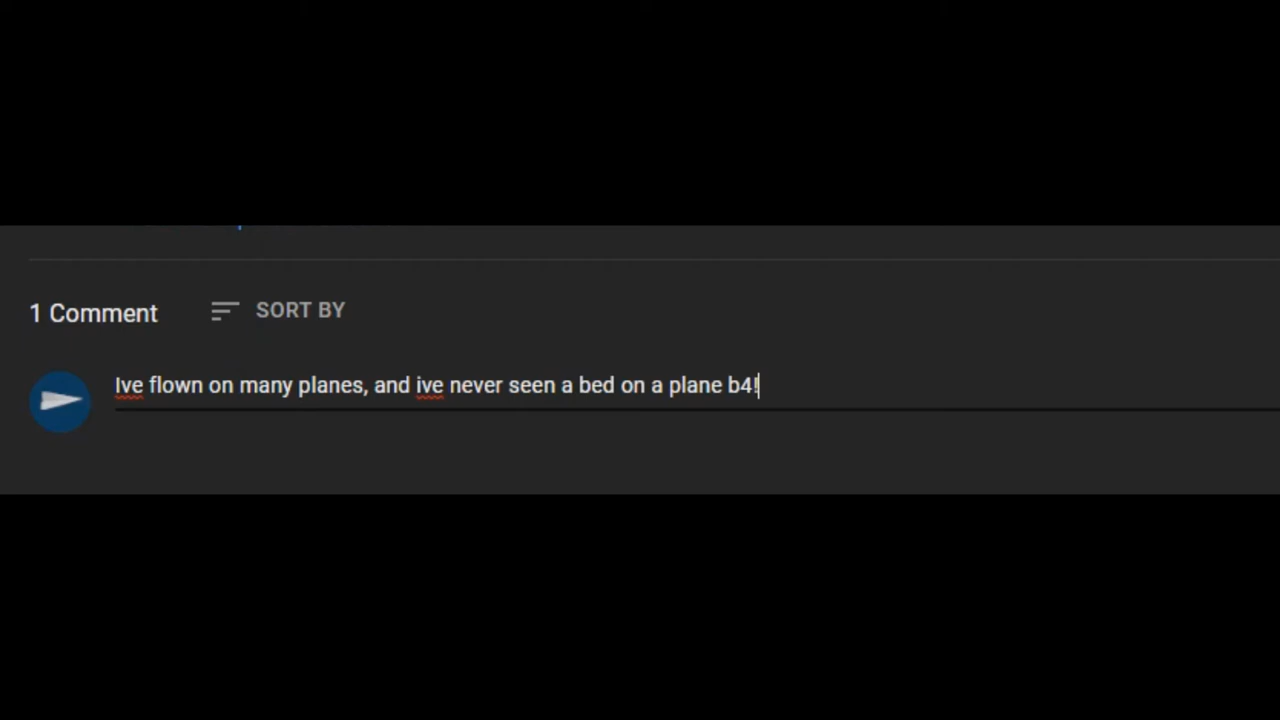 1 Comment SORT BY
Ive flown on many planes, and ive never seen a bed on a plane b4!